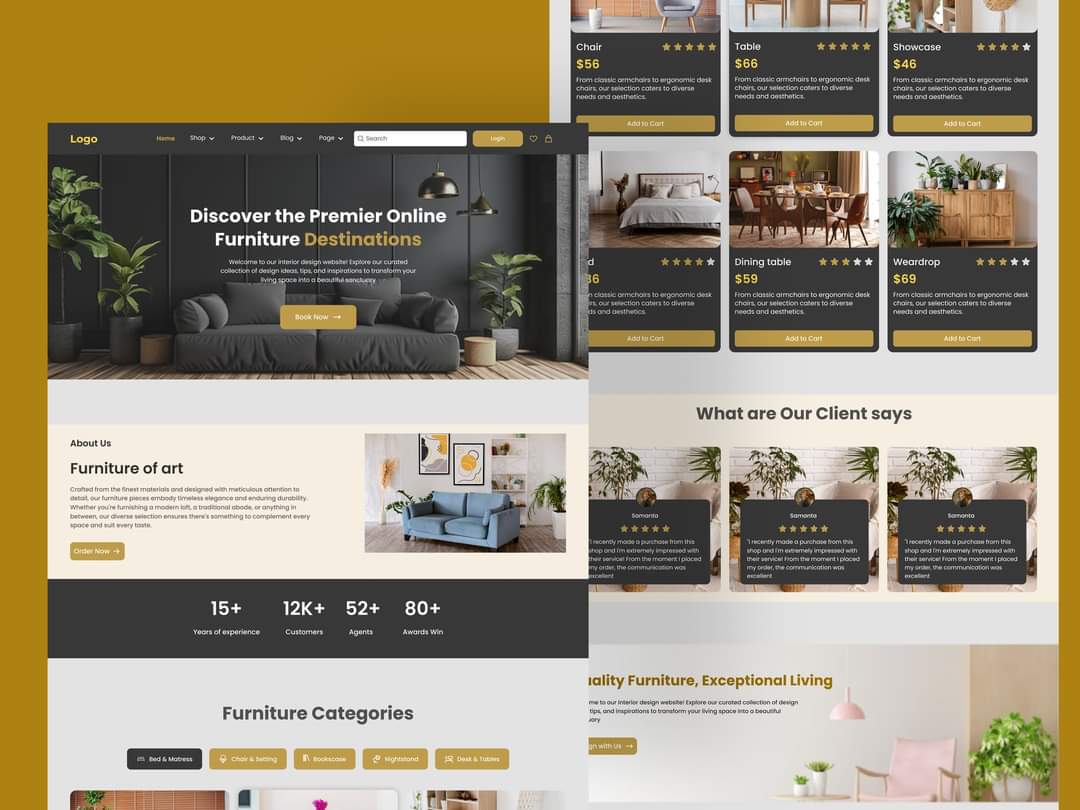 Logo
Home
Shop
Product
Blog
Page
Search
Login
Discover the Premier Online
Furniture Destinations
Welcome to our interior design website! Explore our curated
collection of design ideas, tips, and inspirations to transform your
living space into a beautiful sanctuary
Book Now
About Us
Furniture of art
Crafted from the finest materials and designed with meticulous attention to
detail, our furniture pieces embody timeless elegance and enduring durability.
Whether you're furnishing a modern loft, a traditional abode, or anything in
between, our diverse selection ensures there's something to complement every
space and suit every taste.
Order Now
15+
Years of experience
12K+
Customers
52+
Agents
80+
Awards Win
Furniture Categories
Bed & Matress
Chair & Setting
Bookscase
Nightstand
Desk & Tables
Chair
$56
From classic armchairs to ergonomic desk
chairs, our selection caters to diverse
needs and aesthetics.
Add to Cart
Table
$66
From classic armchairs to ergonomic desk
chairs, our selection caters to diverse
needs and aesthetics.
Add to Cart
Showcase
$46
From classic armchairs to ergonomic desk
chairs, our selection caters to diverse
needs and aesthetics.
Add to Cart
d
36
From classic armchairs to ergonomic desk
irs, our selection caters to diverse
ds and aesthetics.
Add to Cart
Dining table
$59
From classic armchairs to ergonomic desk
chairs, our selection caters to diverse
needs and aesthetics.
Add to Cart
Weardrop
$69
From classic armchairs to ergonomic desk
chairs, our selection caters to diverse
needs and aesthetics.
Add to Cart
What are Our Client says
Samanta
"I recently made a purchase from this
shop and I'm extremely impressed with
their service! From the moment I placed
my order, the communication was
excellent
Samanta
"I recently made a purchase from this
shop and I'm extremely impressed with
their service! From the moment I placed
my order, the communication was
excellent
Samanta
"I recently made a purchase from this
shop and I'm extremely impressed with
their service! From the moment I placed
my order, the communication was
excellent
uality Furniture, Exceptional Living
me to our interior design website! Explore our curated collection of design
tips, and inspirations to transform your living space into a beautiful
uary
gn with Us